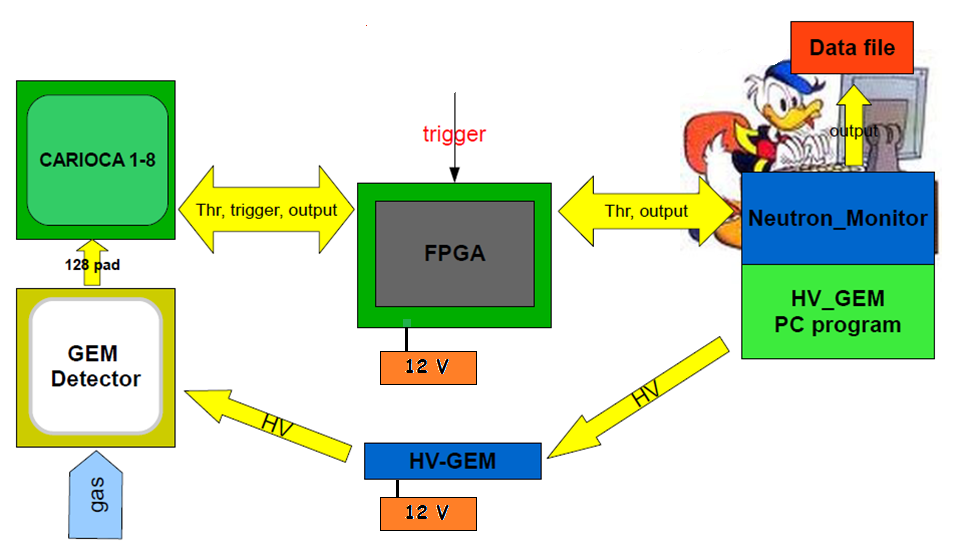 Data file
output
CARIOCA 1-8
trigger
Thr, trigger, output
Thr, output
Neutron_Monitor
FPGA
128 pad
HV_GEM
PC program
GEM
Detector
12 V
HV
HV
HV-GEM
gas
12 V